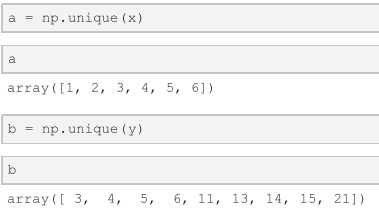 a = np.unique(x)
a
array([1, 2, 3, 4, 5, 6])
b = np.unique(y)
b
array([ 3,  4,  5,  6, 11, 13, 14, 15, 21])